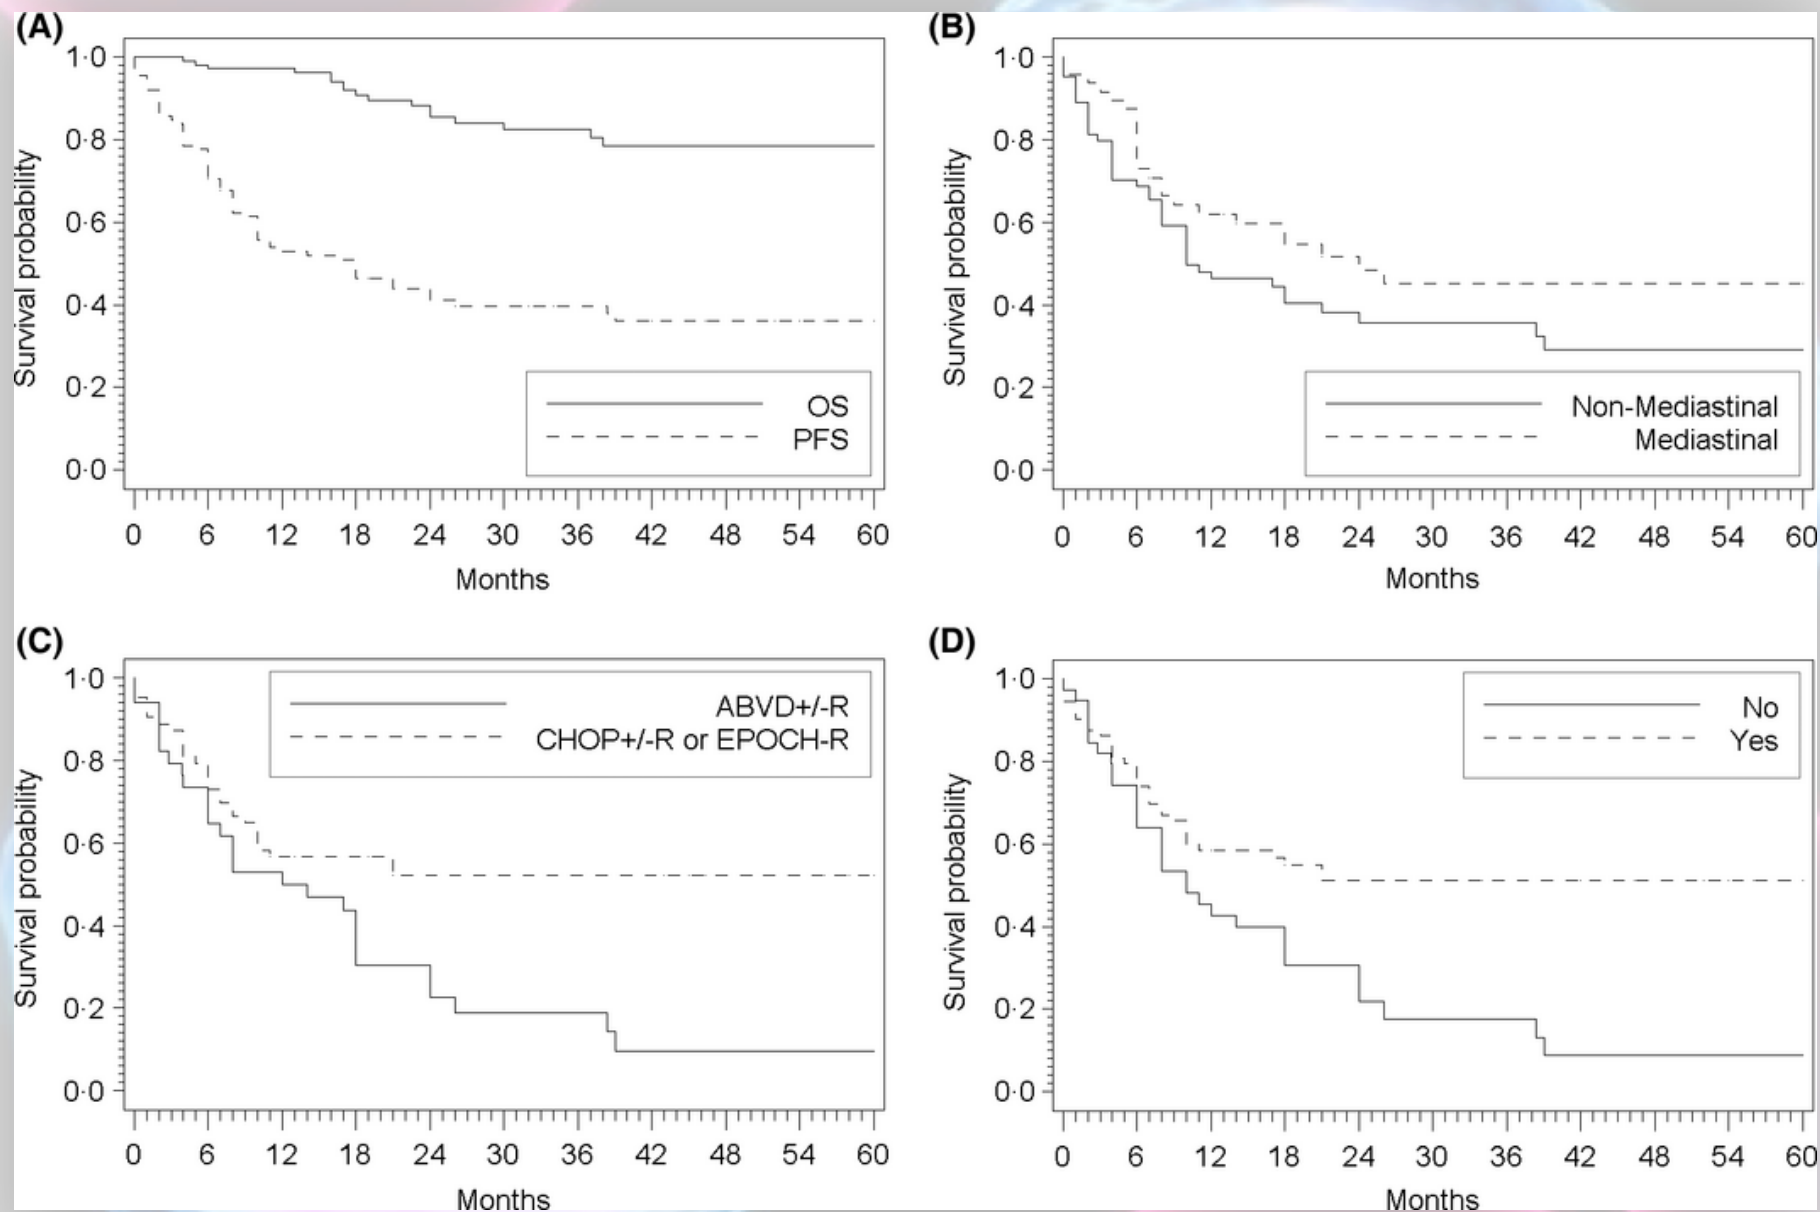 (A)
Survival probability
1·0
0·8
0·6
0·4
0·2
0·0
OS
PFS
0 6 12 18 24 30 36 42 48 54 60
Months
(B)
Survival probability
1·0
0·8
0·6
0·4
0·2
0·0
Non-Mediastinal
Mediastinal
0 6 12 18 24 30 36 42 48 54 60
Months
(C)
Survival probability
1·0
0·8
0·6
0·4
0·2
0·0
ABVD+/-R
CHOP+/-R or EPOCH-R
0 6 12 18 24 30 36 42 48 54 60
Months
(D)
Survival probability
1·0
0·8
0·6
0·4
0·2
0·0
No
Yes
0 6 12 18 24 30 36 42 48 54 60
Months